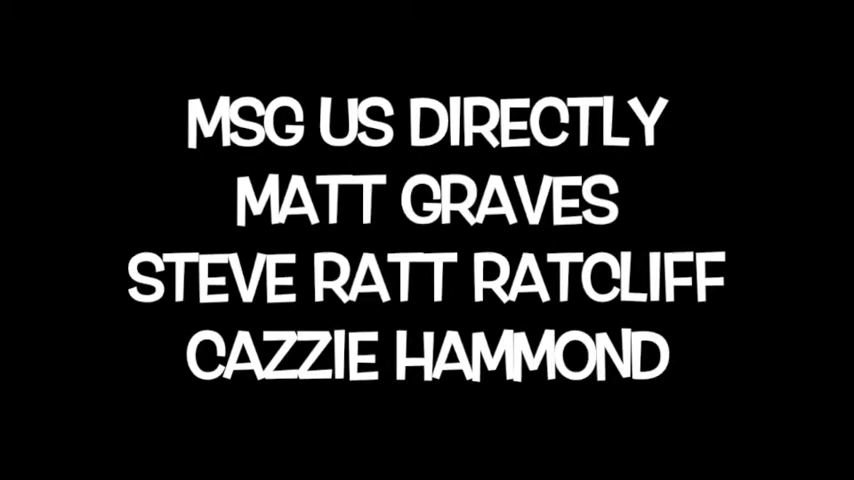 MSG US DIRECTLY
MATT GRAVES
STEVE RATT RATCLIFF
CAZZIE HAMMOND